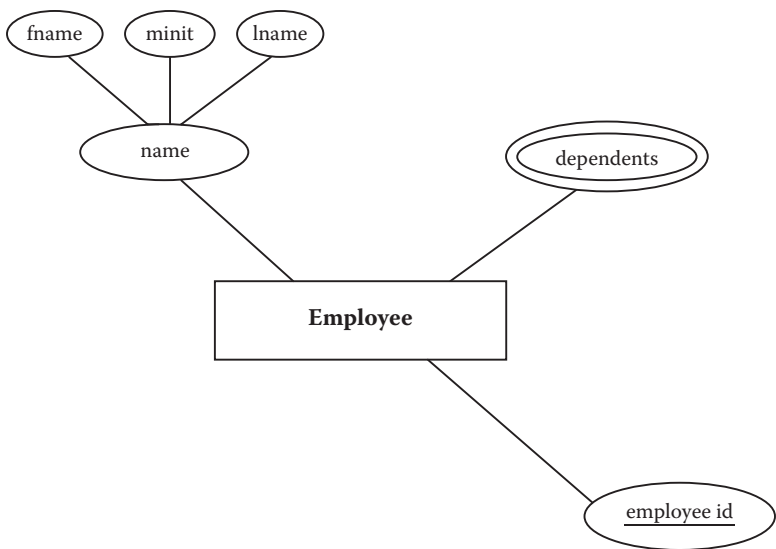 fname
minit
lname
name
dependents
Employee
employee id